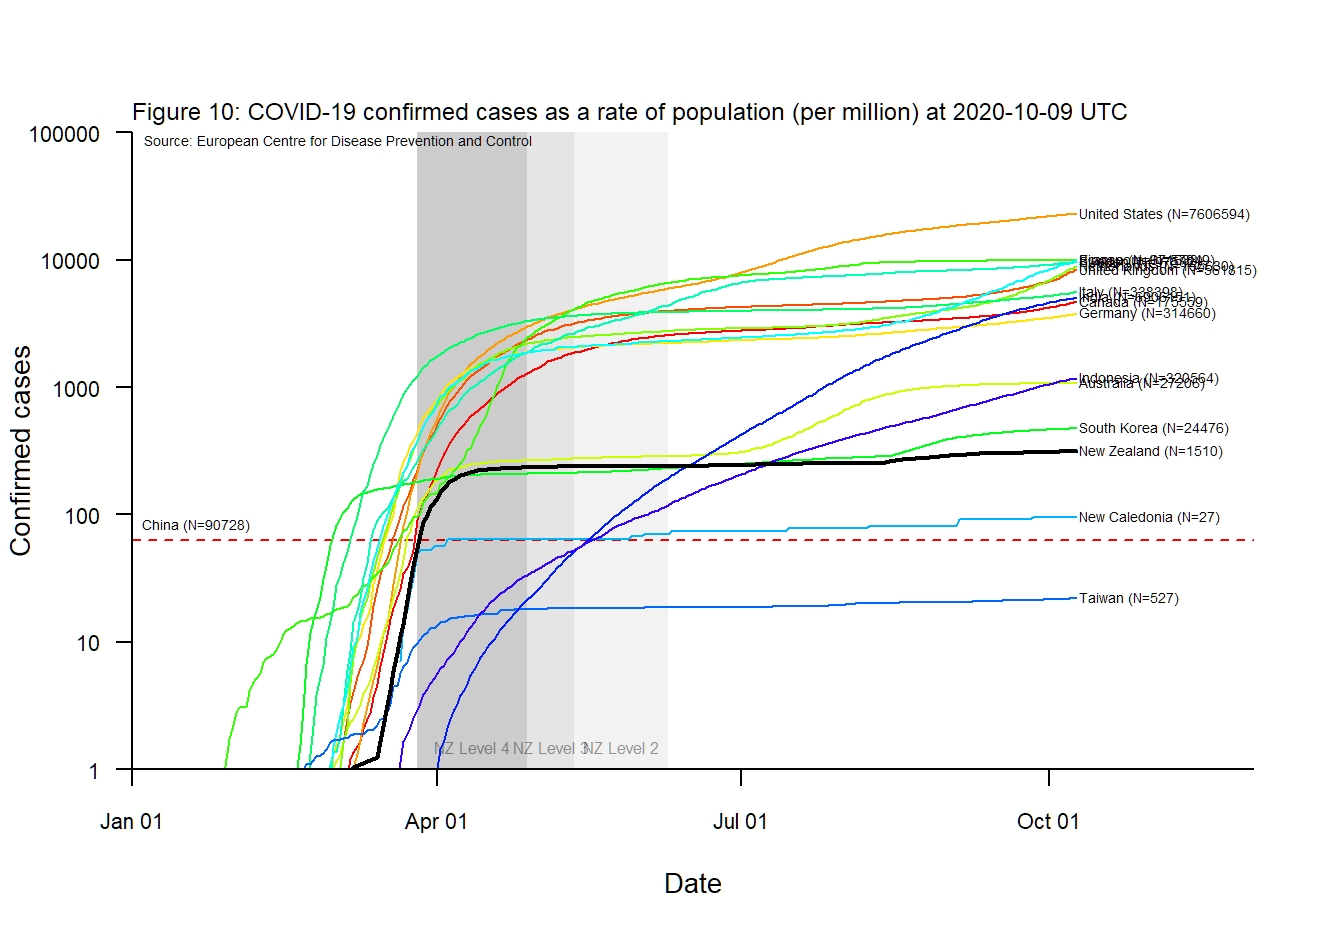 Figure 10: COVID-19 confirmed cases as a rate of population (per million) at 2020-10-09 UTC
Source: European Centre for Disease Prevention and Control
Confirmed cases
100000
10000
1000
100
10
1
United States (N=7606594)
United Kingdom (N=561815)
Italy (N=338398)
Canada (N=175559)
Germany (N=314660)
Indonesia (N=320564)
Australia (N=27206)
South Korea (N=24476)
New Zealand (N=1510)
New Caledonia (N=27)
China (N=90728)
Taiwan (N=527)
NZ Level 4
NZ Level 3
NZ Level 2
Jan 01
Apr 01
Jul 01
Oct 01
Date